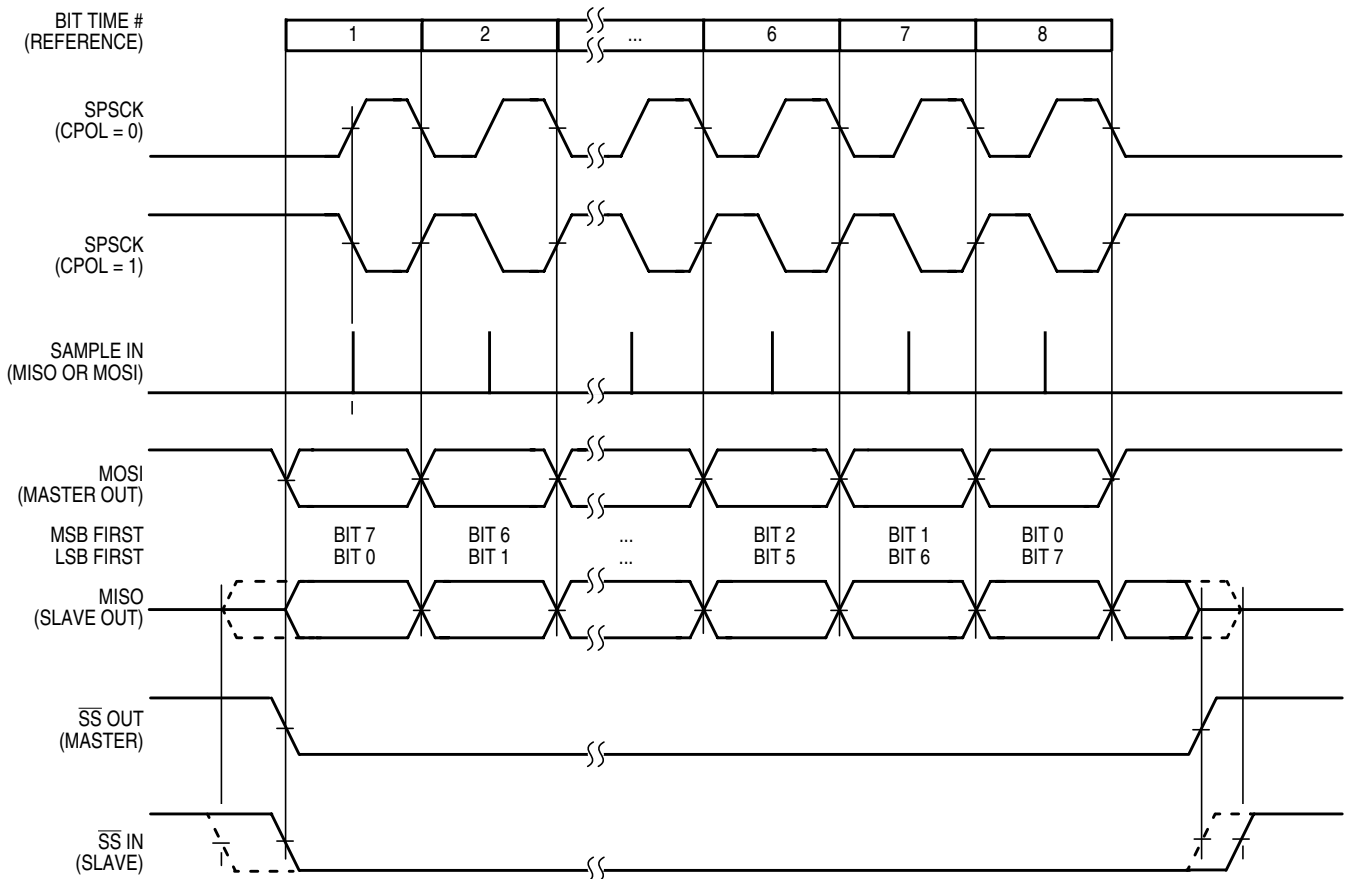 BIT TIME #
(REFERENCE)
1 2 ... 6 7 8
SPSCK
(CPOL = 0)
SPSCK
(CPOL = 1)
SAMPLE IN
(MISO OR MOSI)
MOSI
(MASTER OUT)
MSB FIRST BIT 7 BIT 6 ... BIT 2 BIT 1 BIT 0
LSB FIRST BIT 0 BIT 1 ... BIT 5 BIT 6 BIT 7
MISO
(SLAVE OUT)
S̅S̅ OUT
(MASTER)
S̅S̅ IN
(SLAVE)